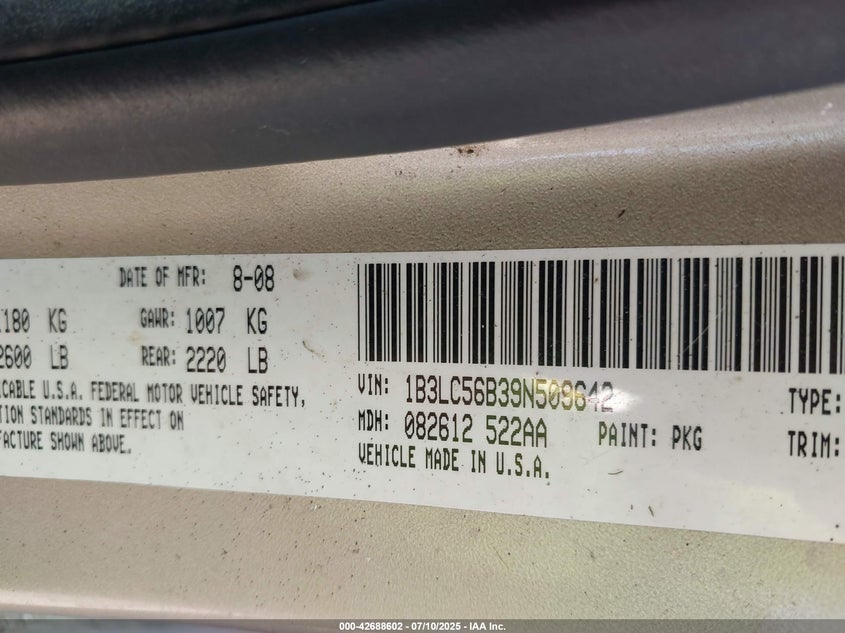 DATE OF MFR: 8-08
180 KG GAWR: 1007 KG
2600 LB REAR: 2220 LB
ICABLE U.S.A. FEDERAL MOTOR VEHICLE SAFETY,
TION STANDARDS IN EFFECT ON
FACTURE SHOWN ABOVE.
VIN: 1B3LC56B39N509642 TYPE:
MDH: 082612 522AA PAINT: PKG TRIM:
VEHICLE MADE IN U.S.A.
000-42688602 - 07/10/2025 - IAA Inc.